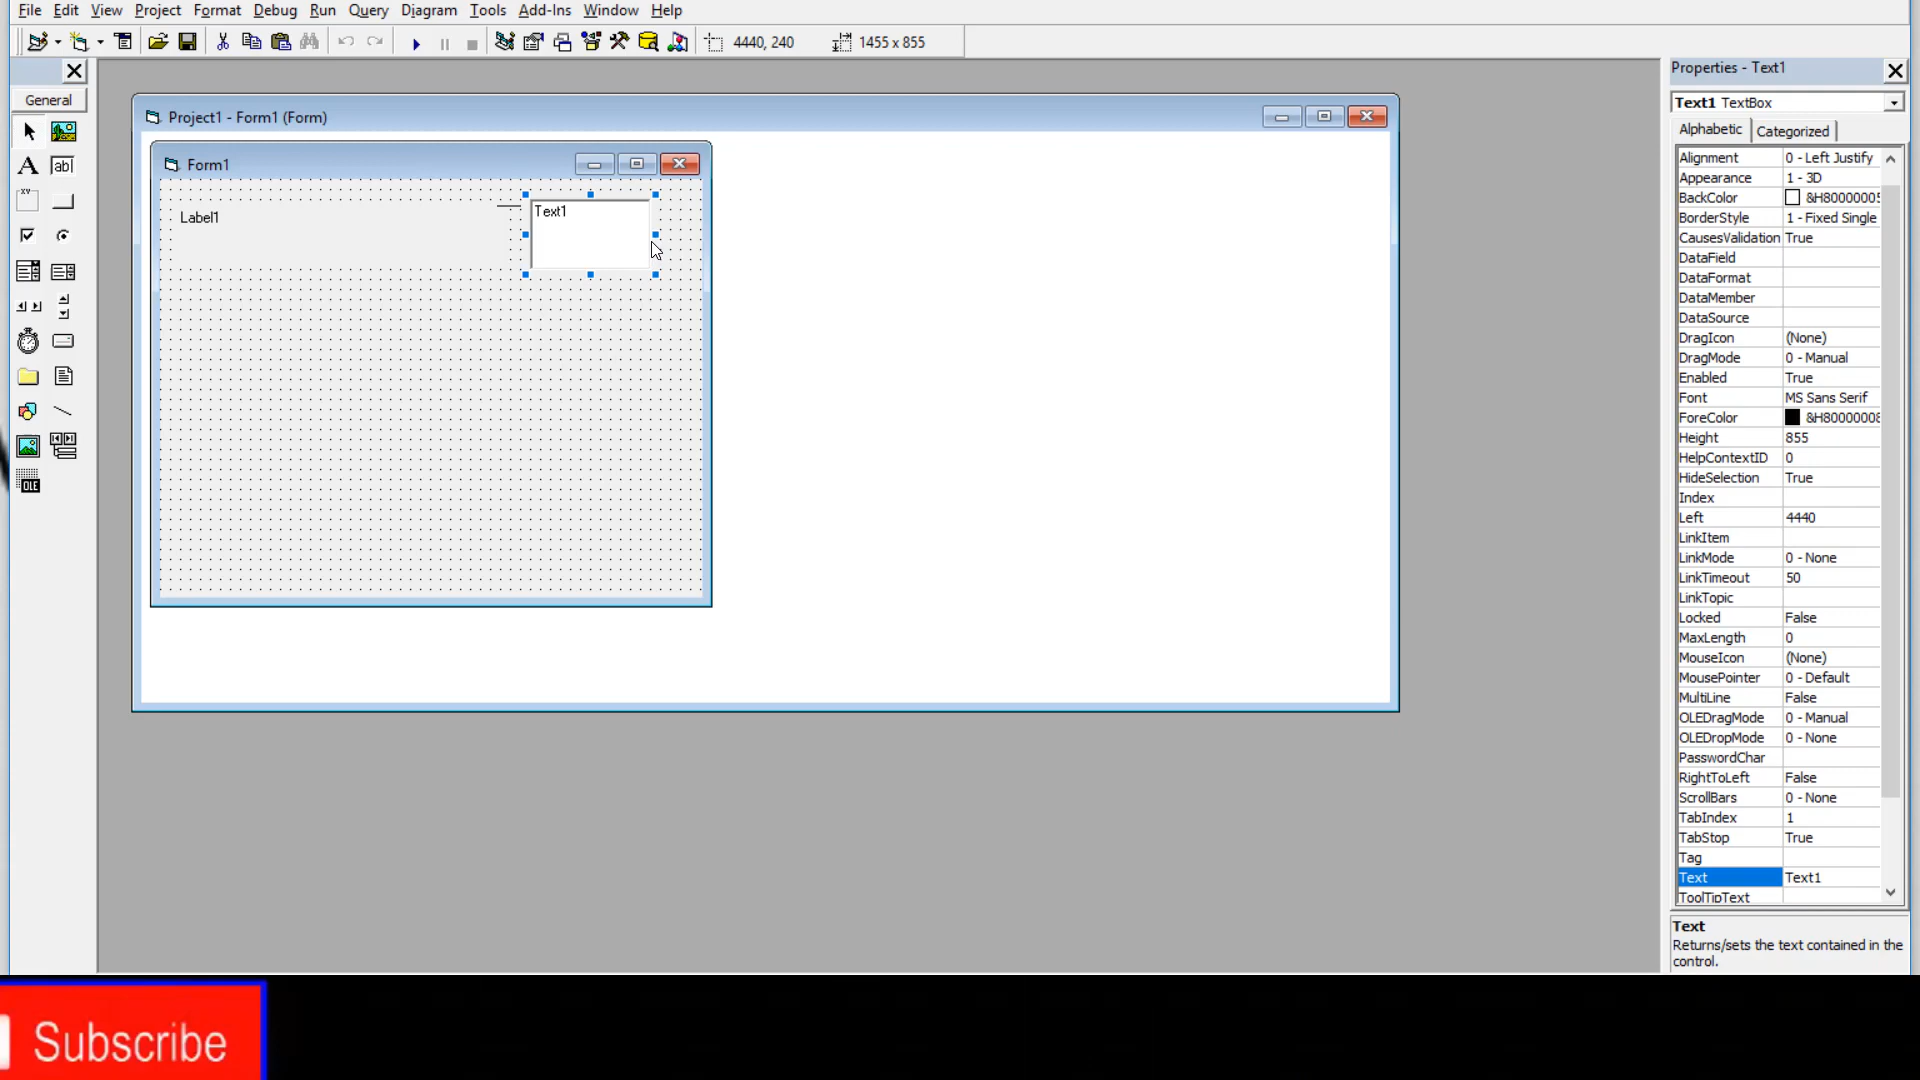 File Edit View Project Format Debug Run Query Diagram Tools Add-Ins Window Help
4440, 240 1455 x 855
General
A ab|
XY
OLE
Project1 - Form1 (Form)
Form1
Label1
Text1
Properties - Text1
Text1 TextBox
Alphabetic Categorized
Alignment 0 - Left Justify
Appearance 1 - 3D
BackColor &H80000005
BorderStyle 1 - Fixed Single
CausesValidation True
DataField
DataFormat
DataMember
DataSource
DragIcon (None)
DragMode 0 - Manual
Enabled True
Font MS Sans Serif
ForeColor &H80000008
Height 855
HelpContextID 0
HideSelection True
Index
Left 4440
LinkItem
LinkMode 0 - None
LinkTimeout 50
LinkTopic
Locked False
MaxLength 0
MouseIcon (None)
MousePointer 0 - Default
MultiLine False
OLEDragMode 0 - Manual
OLEDropMode 0 - None
PasswordChar
RightToLeft False
ScrollBars 0 - None
TabIndex 1
TabStop True
Tag
Text Text1
ToolTipText
Text
Returns/sets the text contained in the
control.
Subscribe